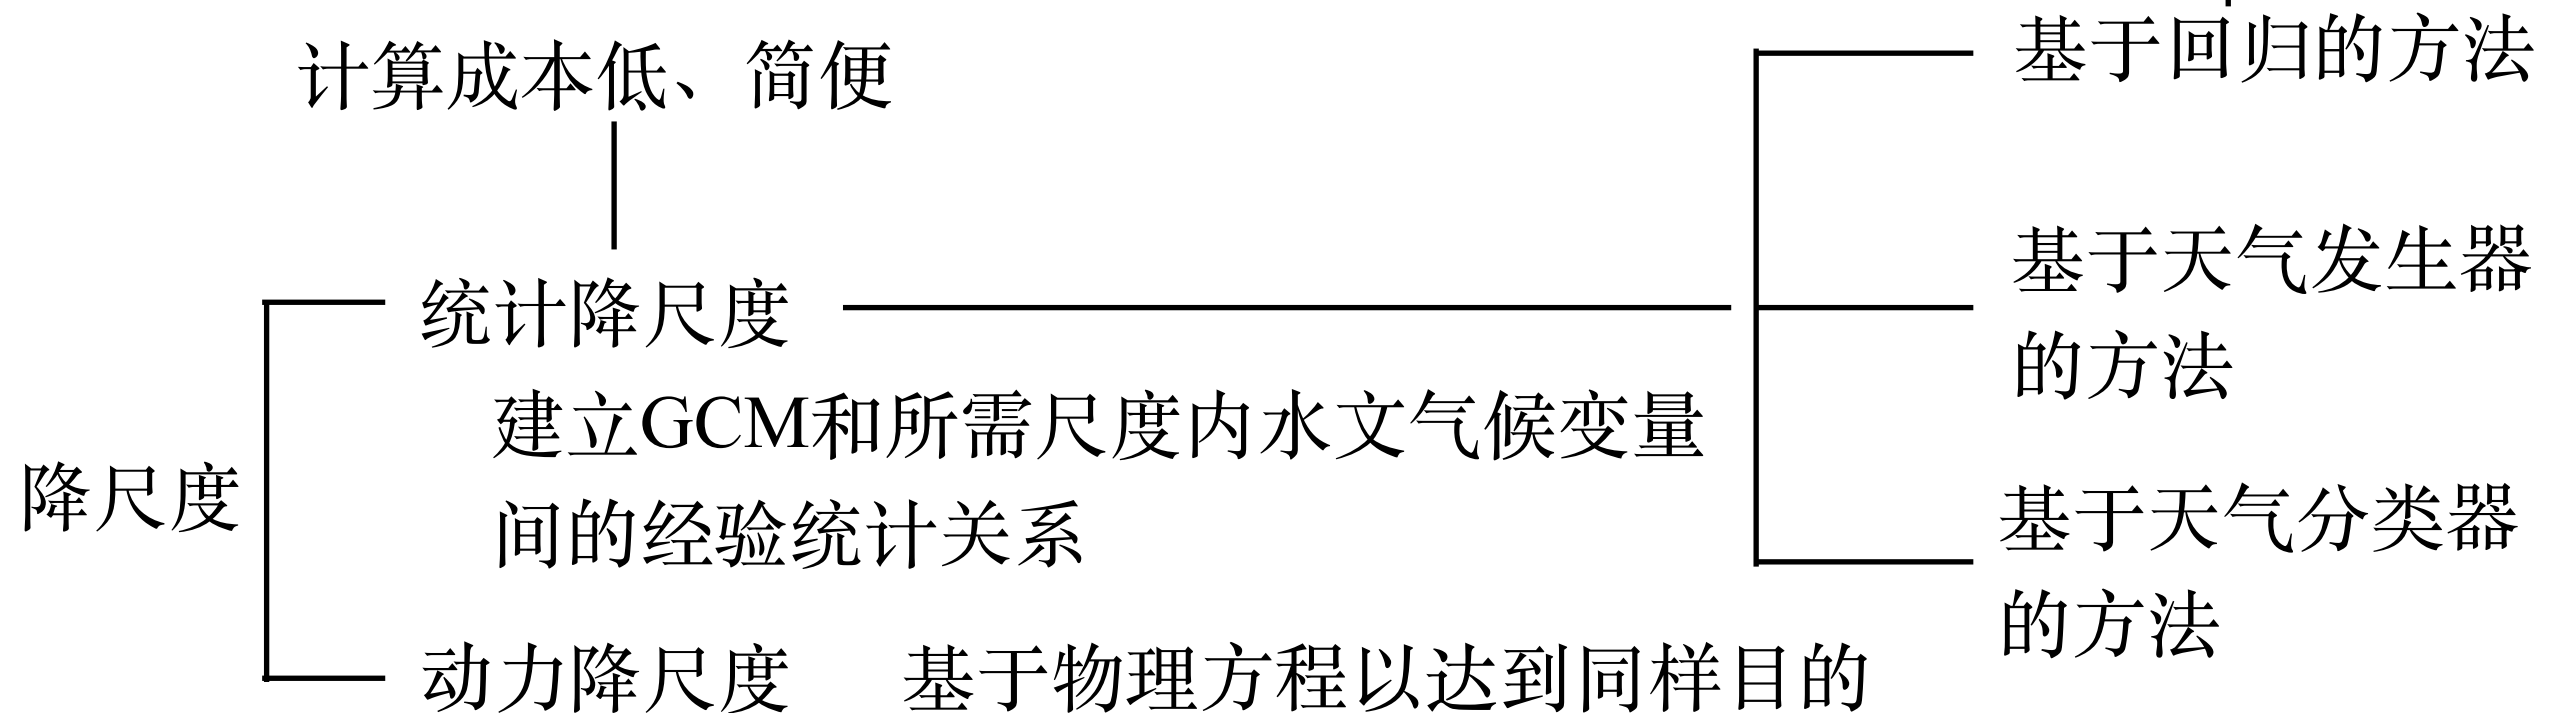 计算成本低、简便
基于回归的方法
统计降尺度
基于天气发生器
的方法
建立GCM和所需尺度内水文气候变量
间的经验统计关系
降尺度
基于天气分类器
的方法
动力降尺度
基于物理方程以达到同样目的